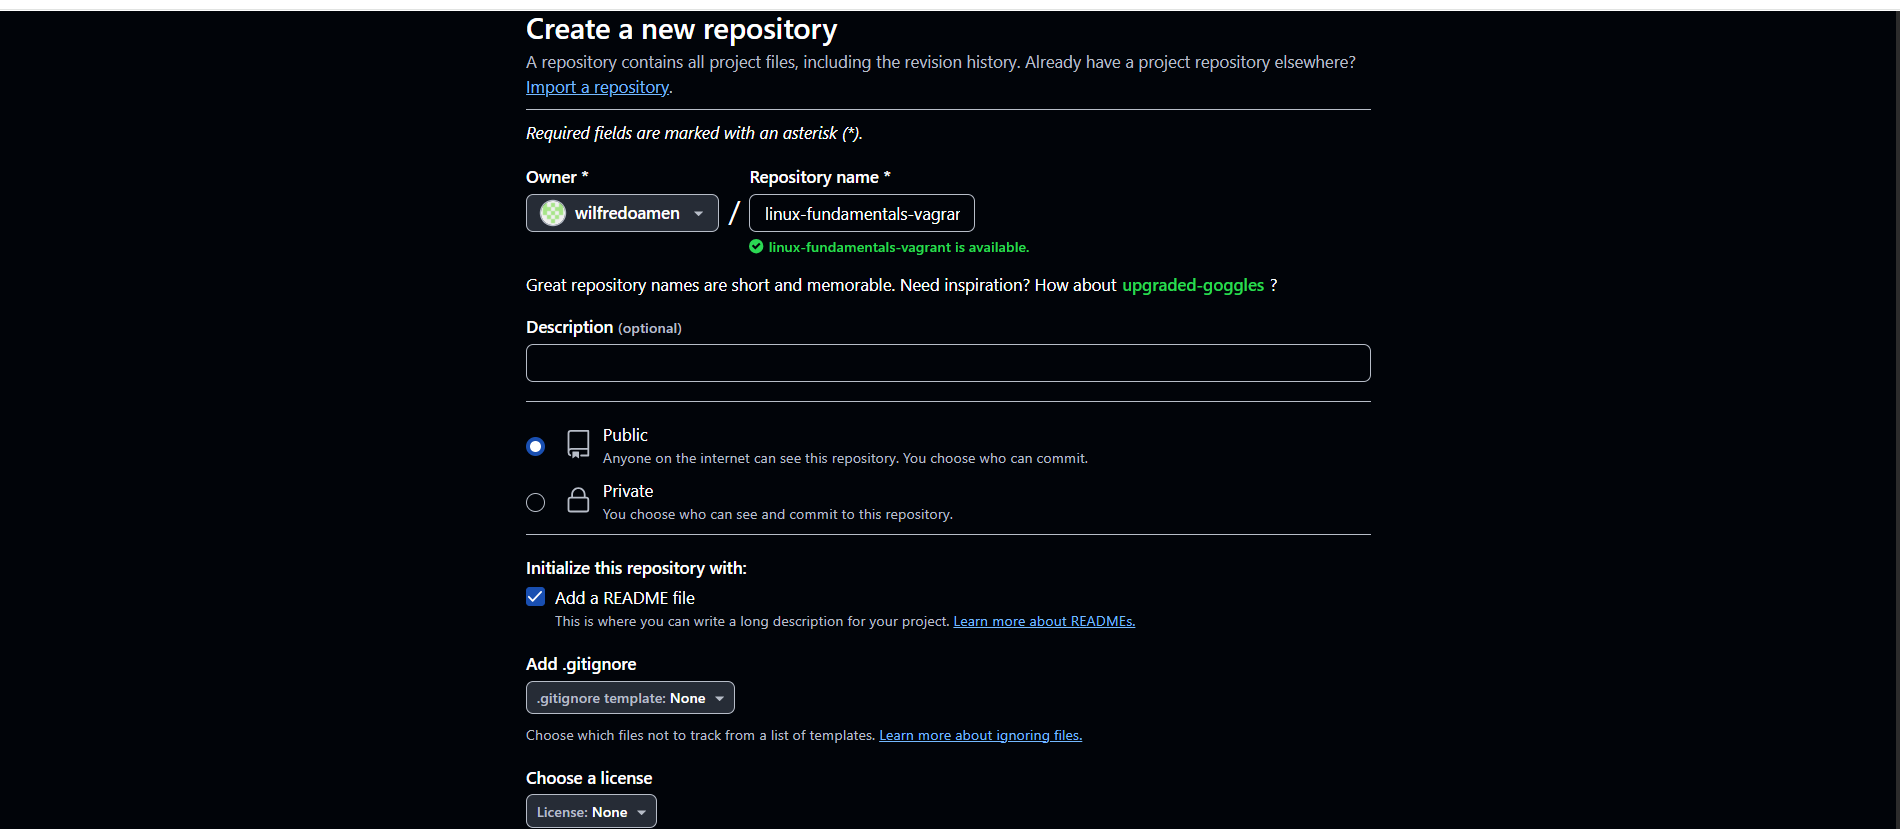 Create a new repository
A repository contains all project files, including the revision history. Already have a project repository elsewhere?
Import a repository.
Required fields are marked with an asterisk (*).
Owner * Repository name *
wilfredoamen / linux-fundamentals-vagrar
linux-fundamentals-vagrant is available.
Great repository names are short and memorable. Need inspiration? How about upgraded-goggles ?
Description (optional)
Public
Anyone on the internet can see this repository. You choose who can commit.
Private
You choose who can see and commit to this repository.
Initialize this repository with:
Add a README file
This is where you can write a long description for your project. Learn more about READMEs.
Add .gitignore
.gitignore template: None
Choose which files not to track from a list of templates. Learn more about ignoring files.
Choose a license
License: None